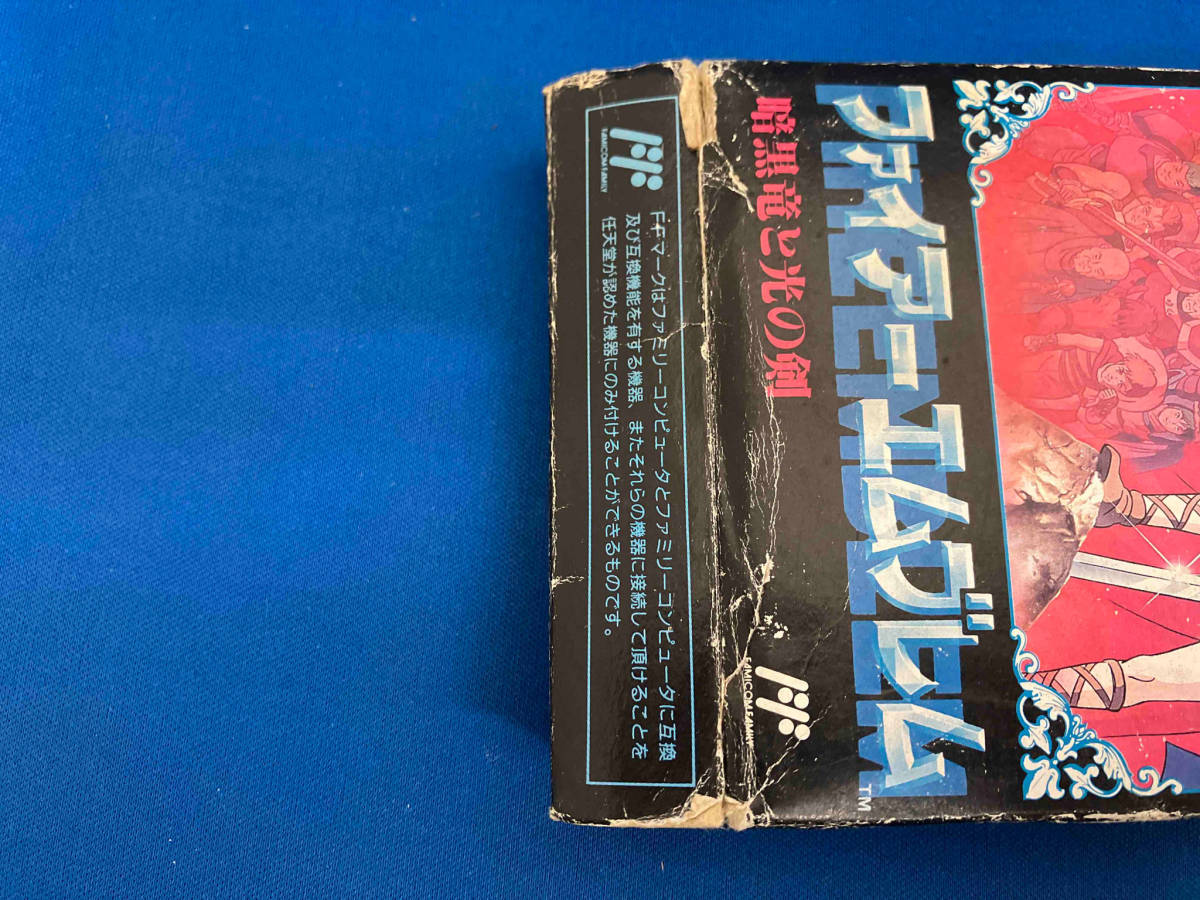 ファイアーエムブレム
FIRE EMBLEM
TM
暗黒竜と光の剣
FAMICOM FAMILY
FAMICOM FAMILY
FFマークはファミリーコンピュータとファミリーコンピュータに互換
及び互換機能を有する機器、またそれらの機器に接続して頂けることを
任天堂が認めた機器にのみ付けることができるものです。